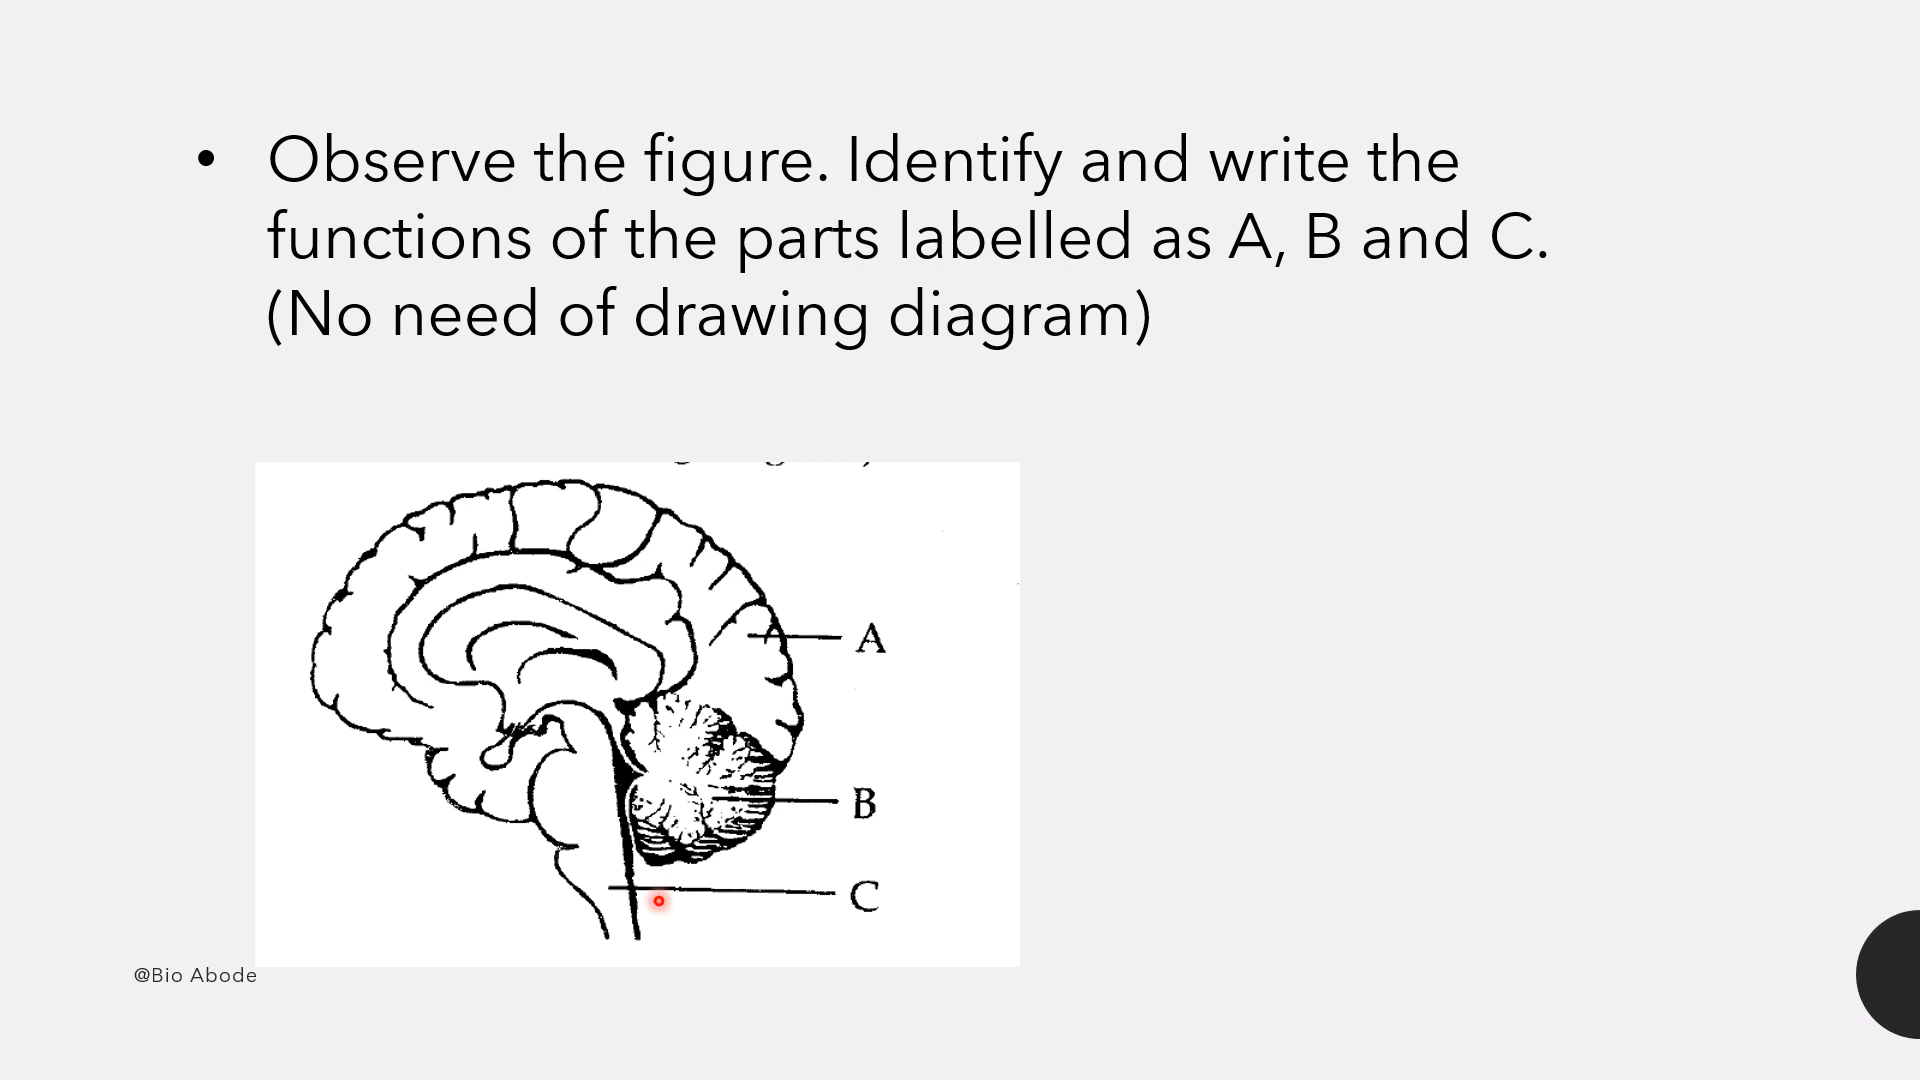 • Observe the figure. Identify and write the
functions of the parts labelled as A, B and C.
(No need of drawing diagram)
A
B
C
@Bio Abode